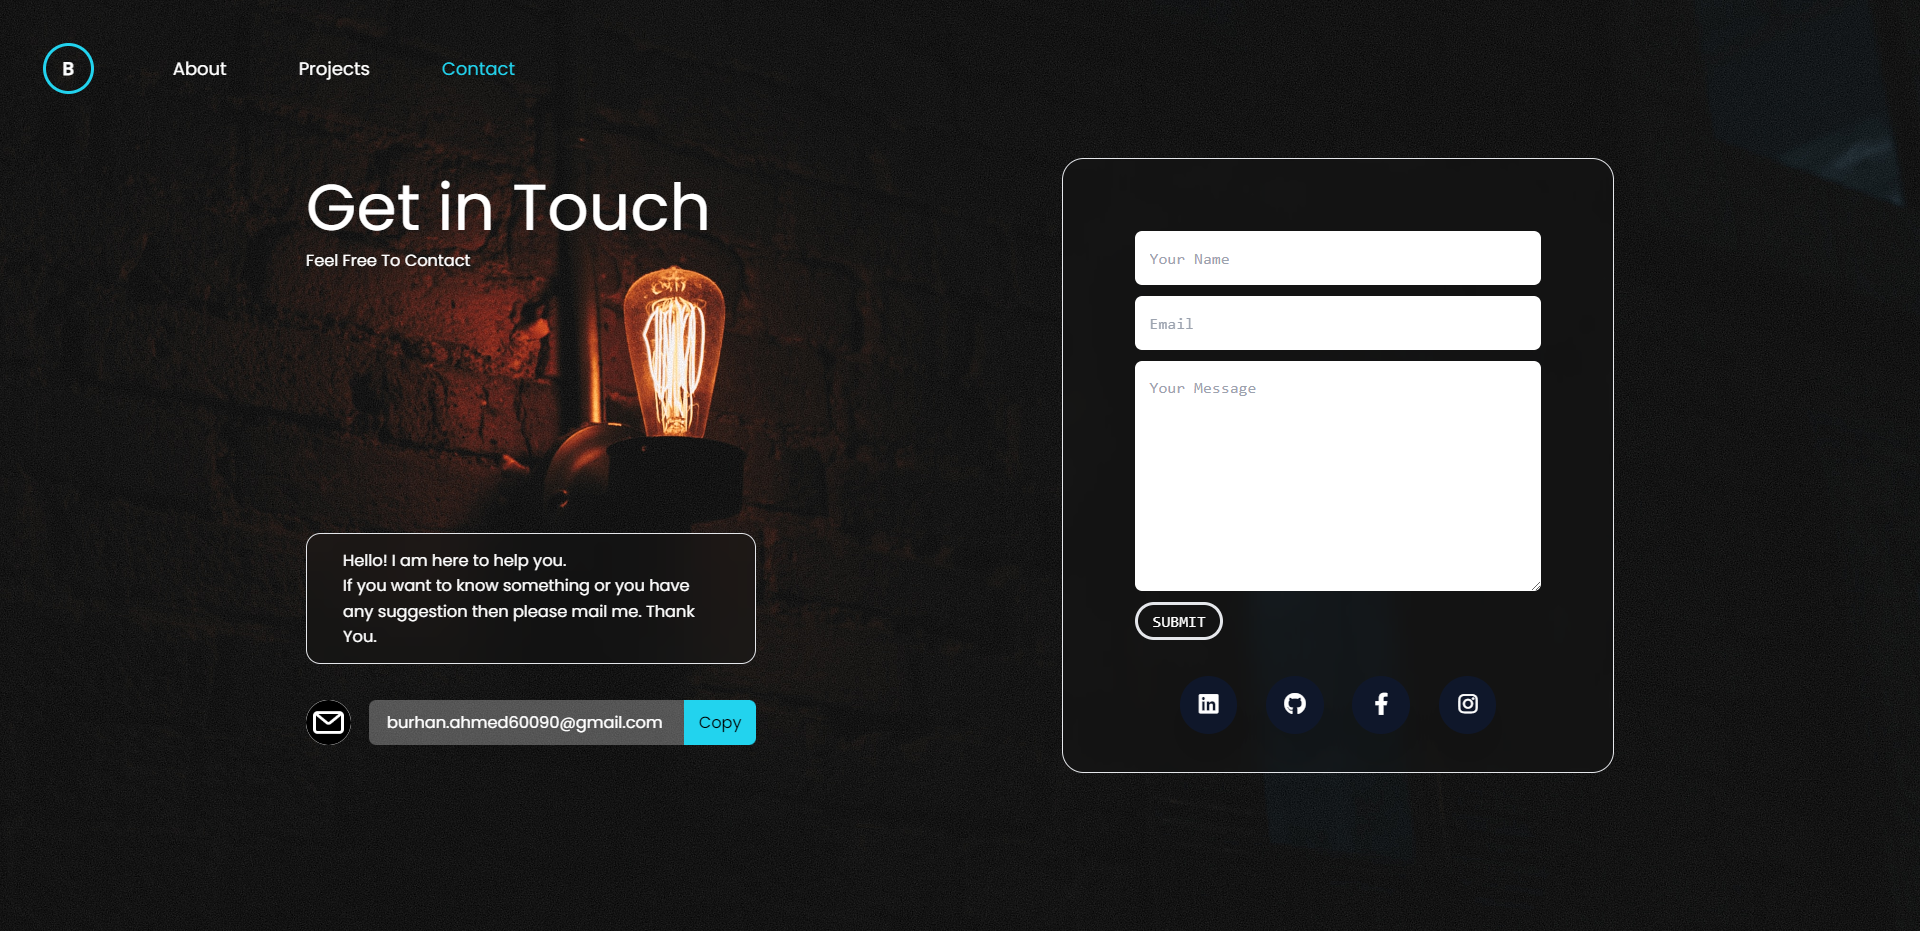 B
About
Projects
Contact
Get in Touch
Feel Free To Contact
Hello! I am here to help you.
If you want to know something or you have
any suggestion then please mail me. Thank
You.
burhan.ahmed60090@gmail.com
Copy
Your Name
Email
Your Message
SUBMIT